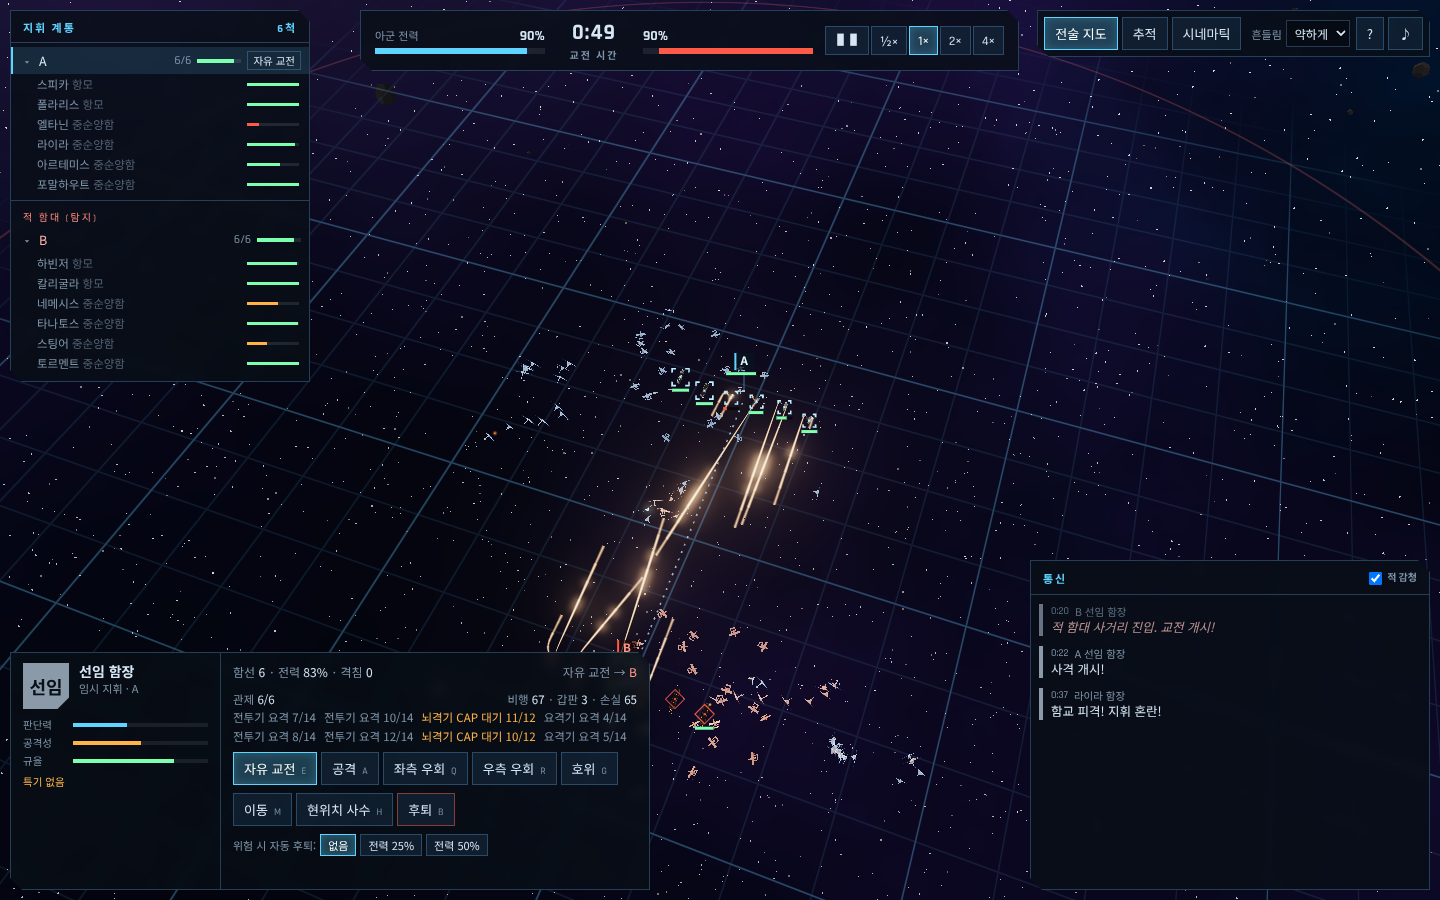 지휘 계통 6척
A 6/6 자유 교전
스피카 항모
폴라리스 항모
엘타닌 중순양함
라이라 중순양함
아르테미스 중순양함
포말하우트 중순양함
적 함대 (탐지)
B 6/6
하빈저 항모
칼리굴라 항모
네메시스 중순양함
타나토스 중순양함
스팅어 중순양함
토르멘트 중순양함
아군 전력 90% 0:49 90%
교전 시간
½× 1× 2× 4×
전술 지도 추적 시네마틱 흔들림 약하게 ? ♪
A
B
선임 선임 함장
임시 지휘 · A
판단력
공격성
규율
특기 없음
함선 6 · 전력 83% · 격침 0 자유 교전 → B
관제 6/6 비행 67 · 갑판 3 · 손실 65
전투기 요격 7/14 전투기 요격 10/14 뇌격기 CAP 대기 11/12 요격기 요격 4/14
전투기 요격 8/14 전투기 요격 12/14 뇌격기 CAP 대기 10/12 요격기 요격 5/14
자유 교전 E 공격 A 좌측 우회 Q 우측 우회 R 호위 G
이동 M 현위치 사수 H 후퇴 B
위험 시 자동 후퇴: 없음 전력 25% 전력 50%
통신 적 감청
0:20 B 선임 함장
적 함대 사거리 진입. 교전 개시!
0:22 A 선임 함장
사격 개시!
0:37 라이라 함장
함교 피격! 지휘 혼란!